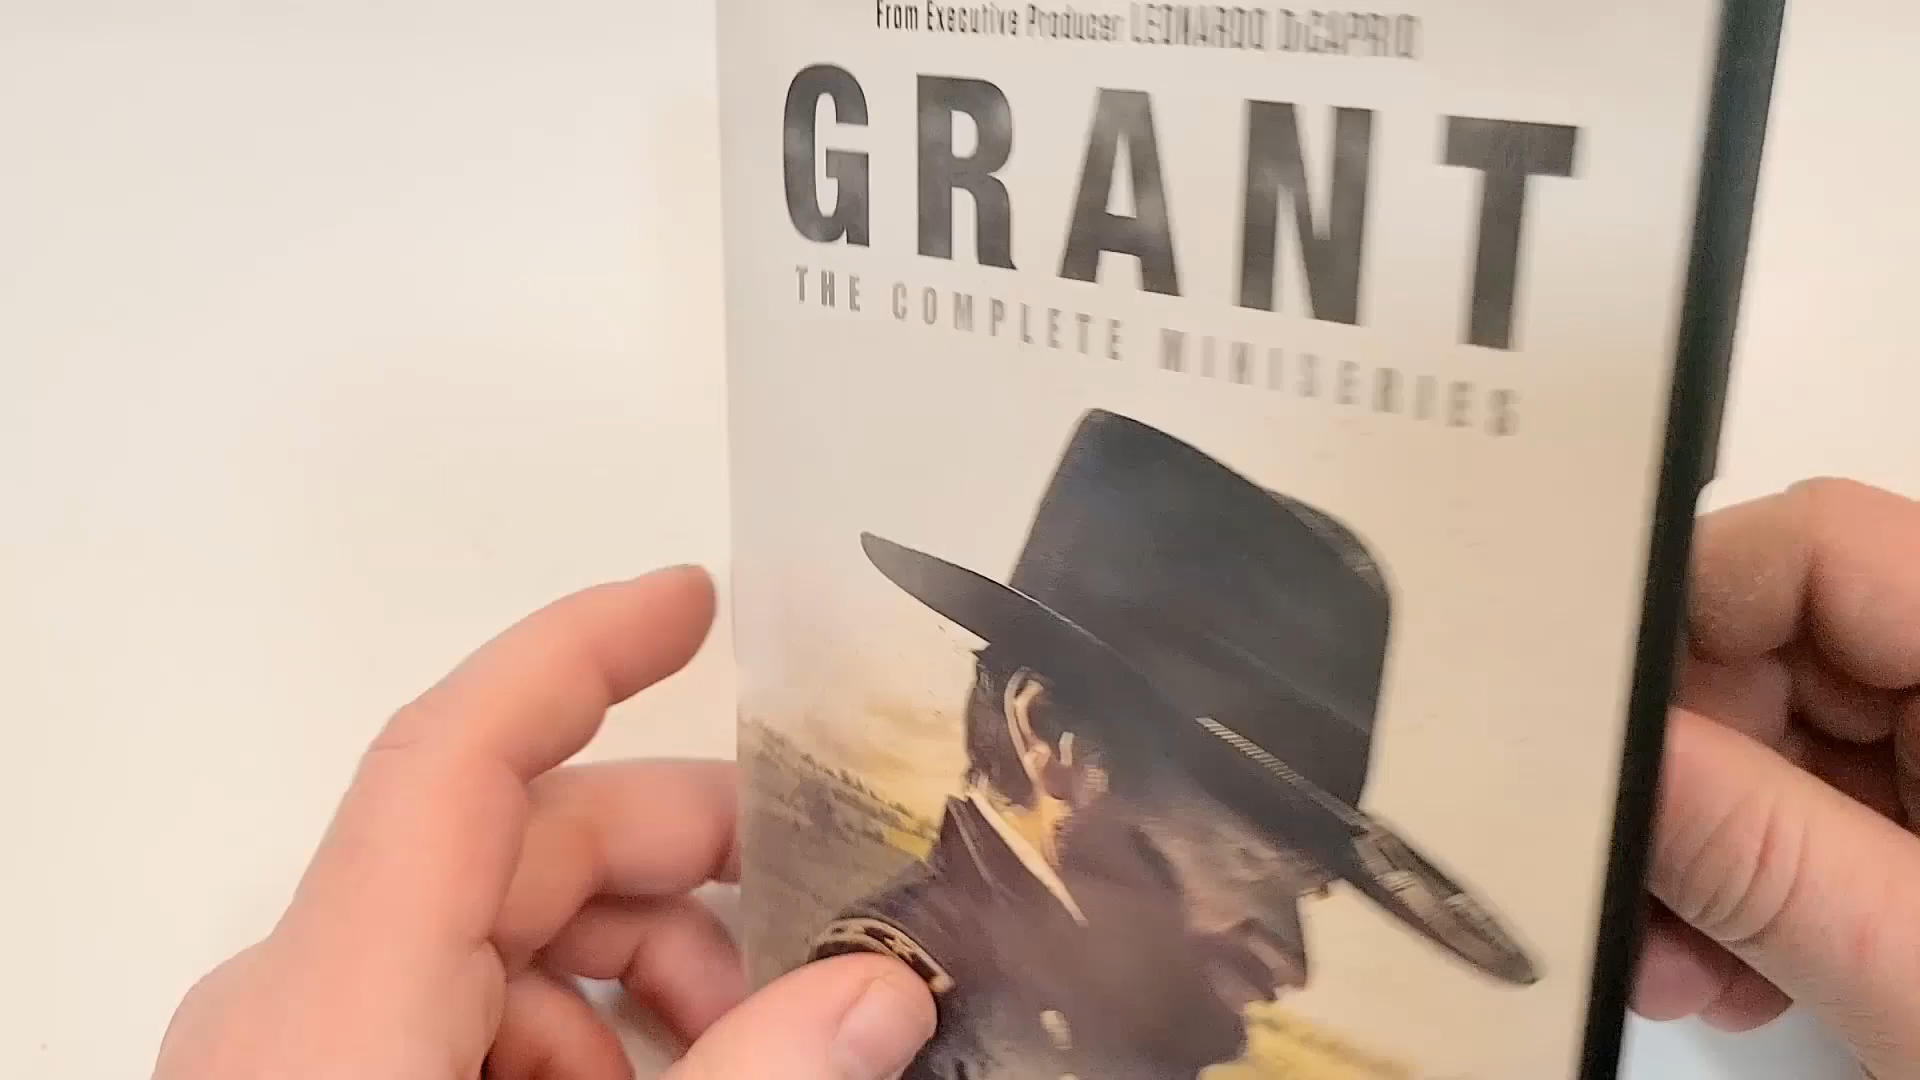 From Executive Producer LEONARDO DiCAPRIO
GRANT
THE COMPLETE MINISERIES